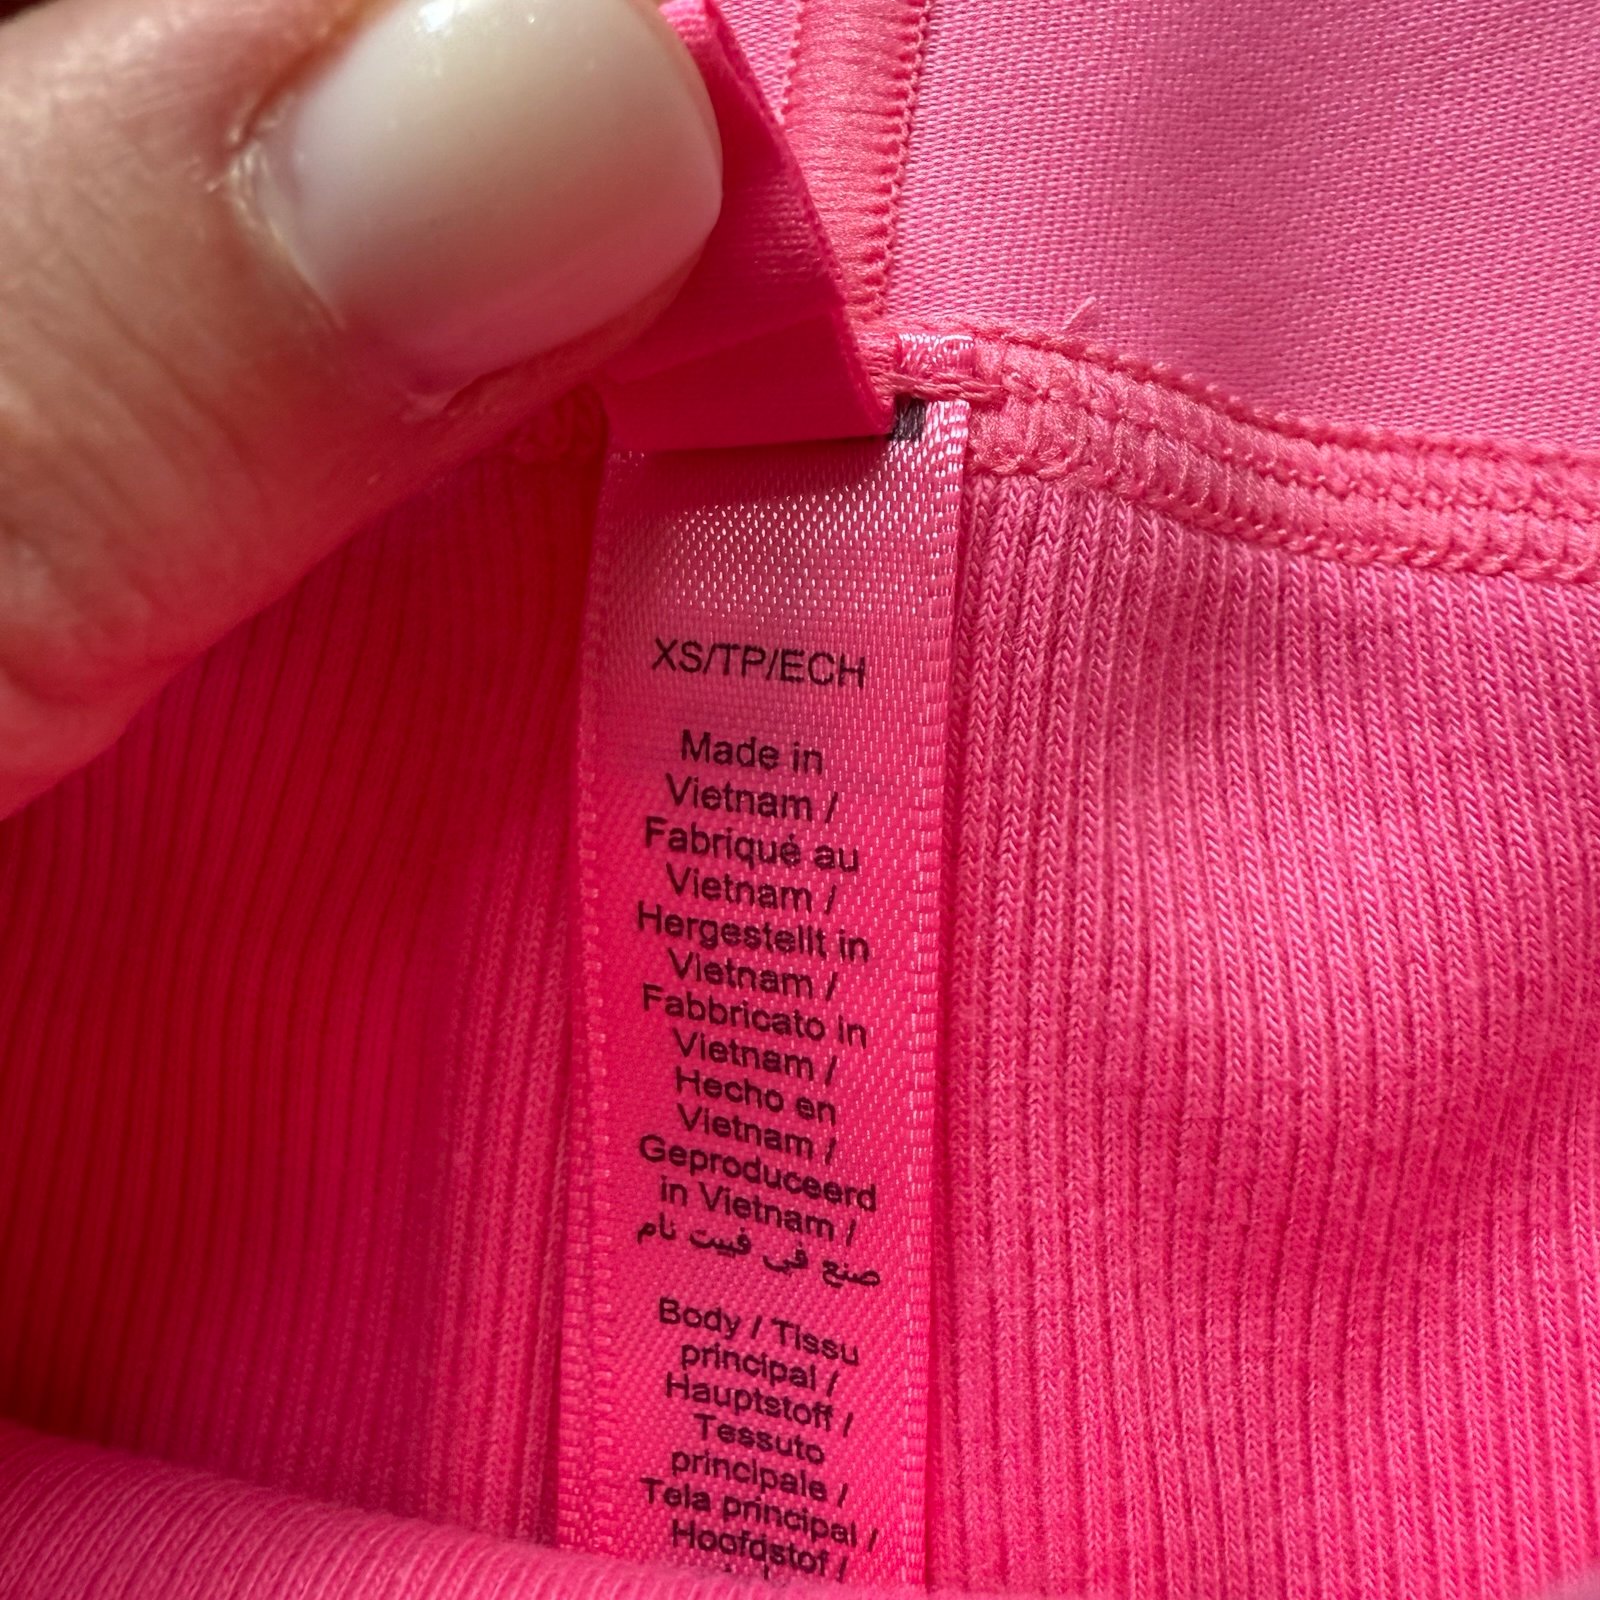 XS/TP/ECH
Made in
Vietnam /
Fabriqué au
Vietnam /
Hergestellt in
Vietnam /
Fabbricato in
Vietnam /
Hecho en
Vietnam /
Geproduceerd
in Vietnam /
صنع في فييت نام
Body / Tissu
principal /
Hauptstoff /
Tessuto
principale /
Tela principal /
Hoofdstof /